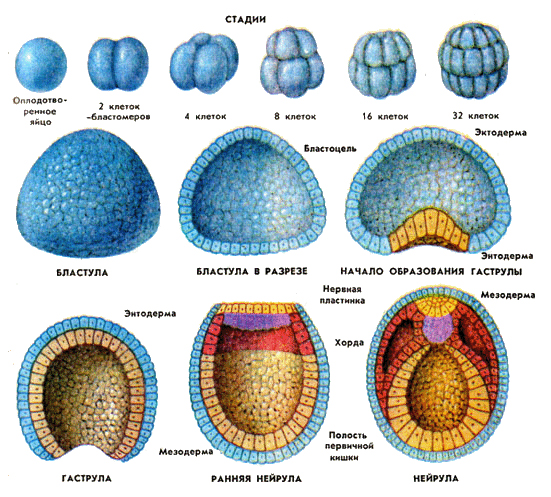 СТАДИИ
Оплодотво-
ренное
яйцо
2 клеток
-бластомеров
4 клеток
8 клеток
16 клеток
32 клеток
Бластоцель
Эктодерма
Энтодерма
БЛАСТУЛА
БЛАСТУЛА В РАЗРЕЗЕ
НАЧАЛО ОБРАЗОВАНИЯ ГАСТРУЛЫ
Энтодерма
Нервная
пластинка
Мезодерма
Хорда
Мезодерма
Полость
первичной
кишки
ГАСТРУЛА
РАННЯЯ НЕЙРУЛА
НЕЙРУЛА